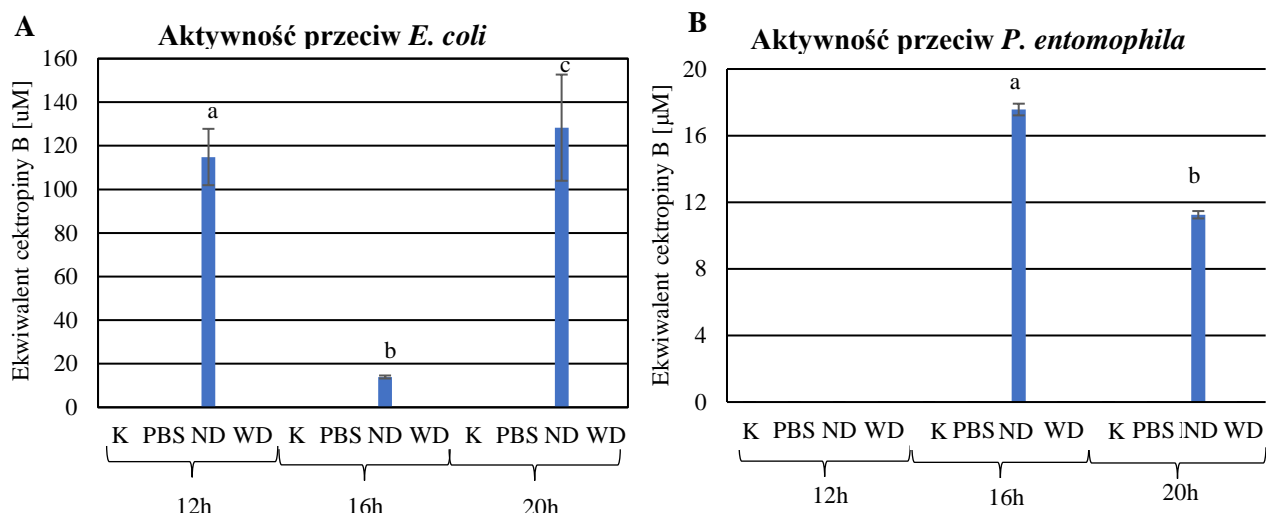 A
Aktywność przeciw E. coli
Ekwiwalent cektropiny B [uM]
160
140
120
100
80
60
40
20
0
a
b
c
K PBS ND WD K PBS ND WD K PBS ND WD
12h 16h 20h
B
Aktywność przeciw P. entomophila
Ekwiwalent cektropiny B [µM]
20
16
12
8
4
0
a
b
K PBS ND WD K PBS ND WD K PBS ND WD
12h 16h 20h